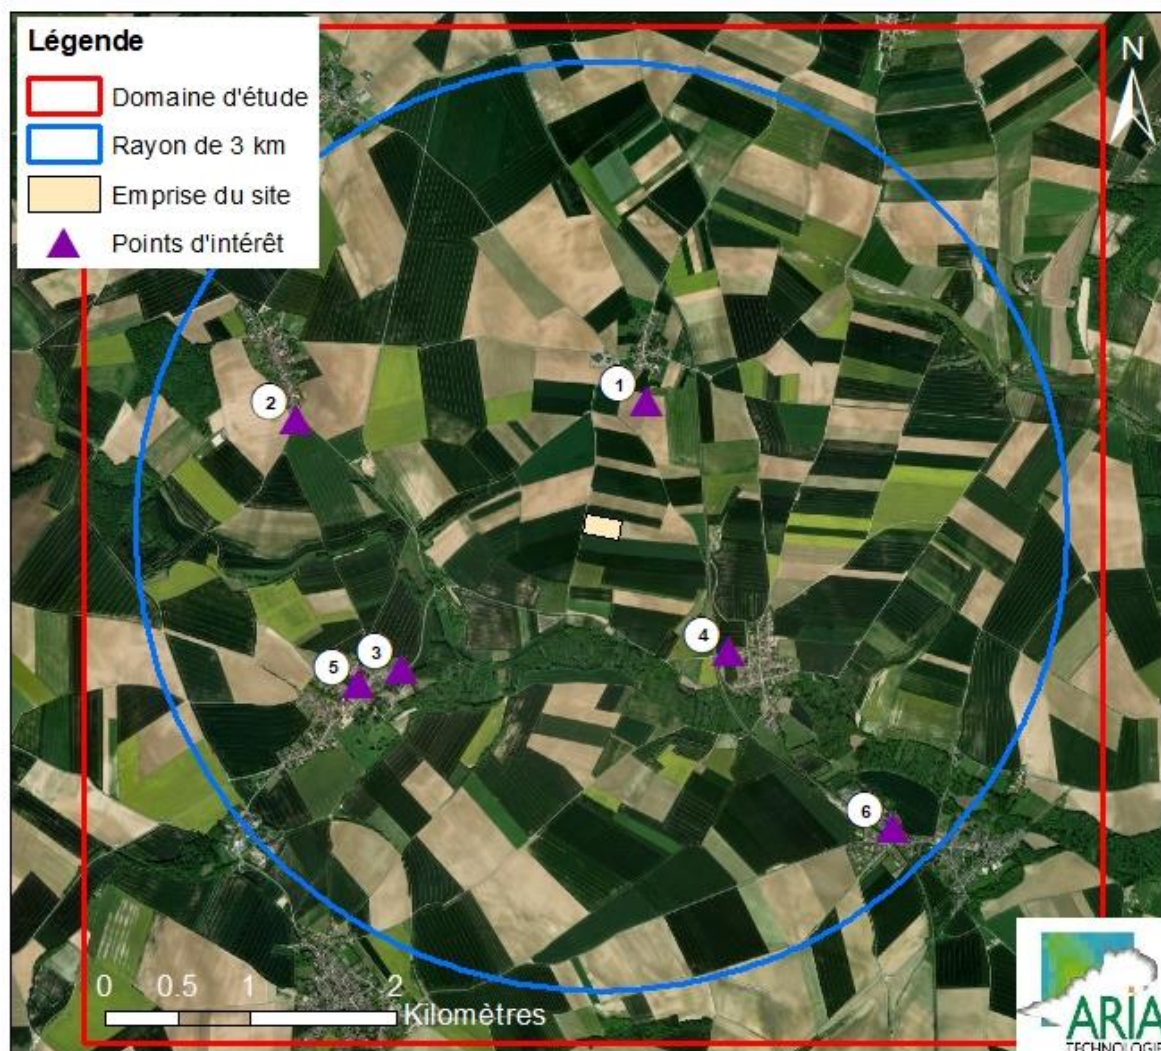 Légende
Domaine d'étude
Rayon de 3 km
Emprise du site
Points d'intérêt
N
1
2
3
5
4
6
0 0.5 1 2
Kilomètres
ARIA
TECHNOLOGIE